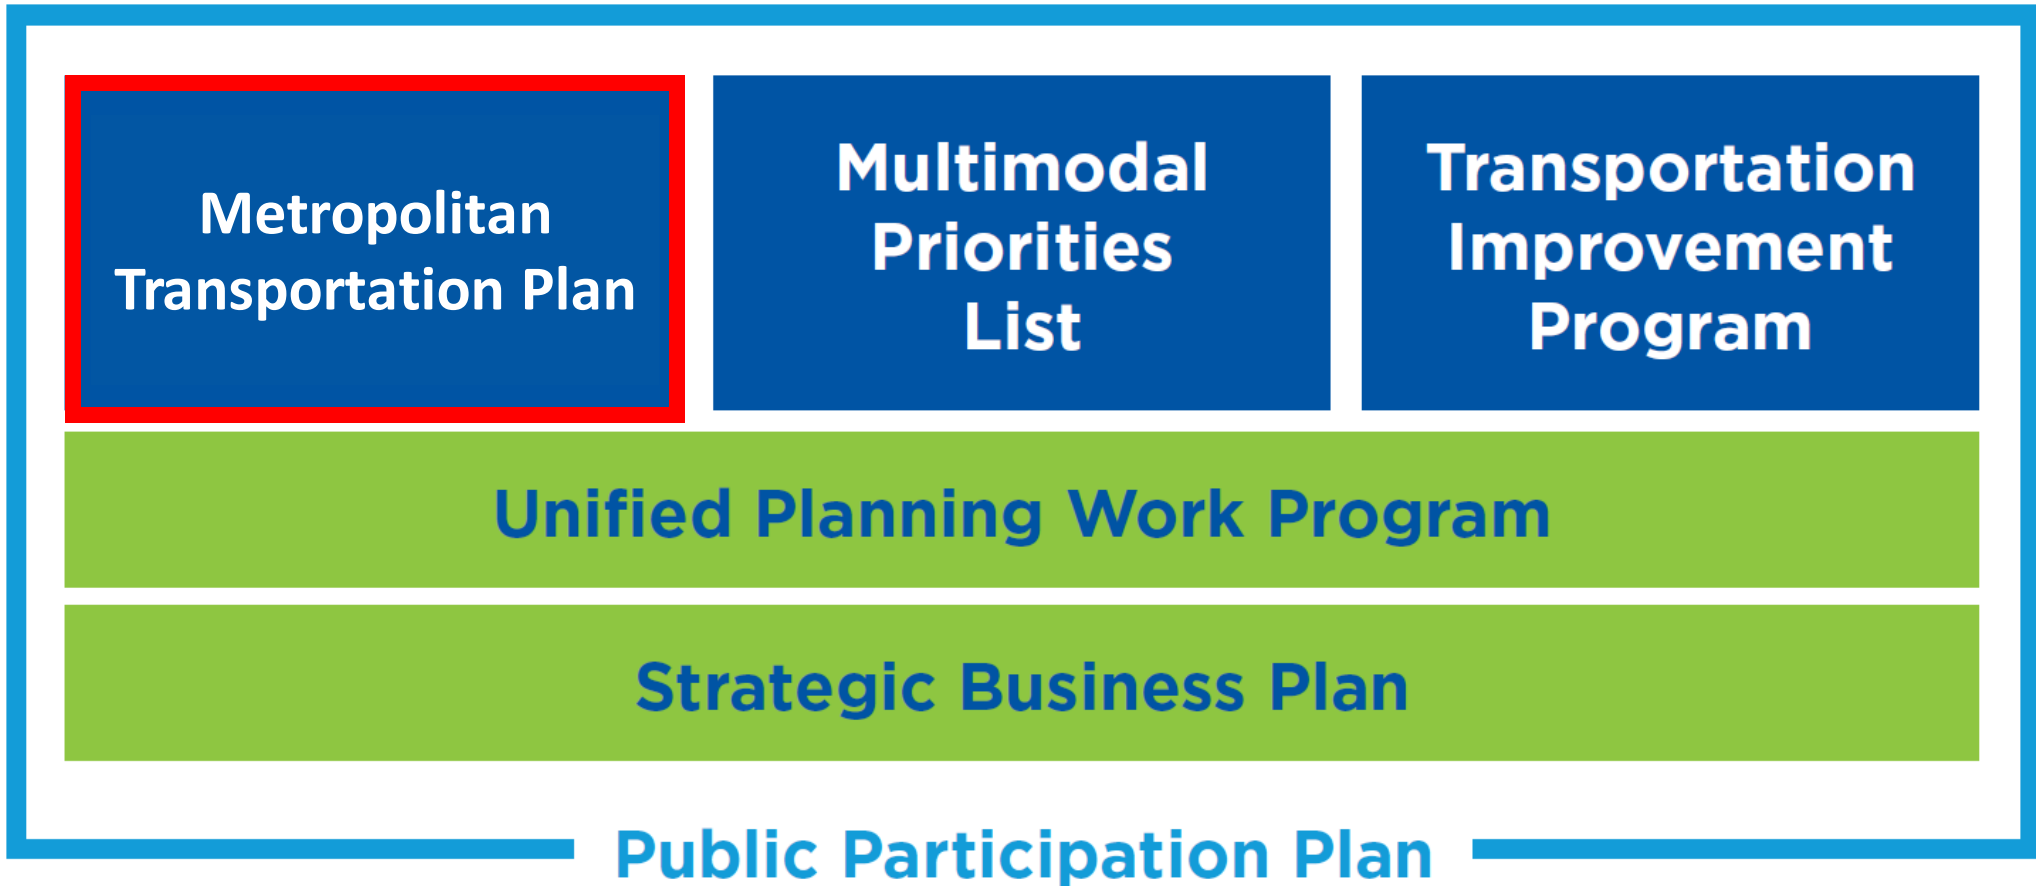 Metropolitan
Transportation Plan
Multimodal
Priorities
List
Transportation
Improvement
Program
Unified Planning Work Program
Strategic Business Plan
Public Participation Plan